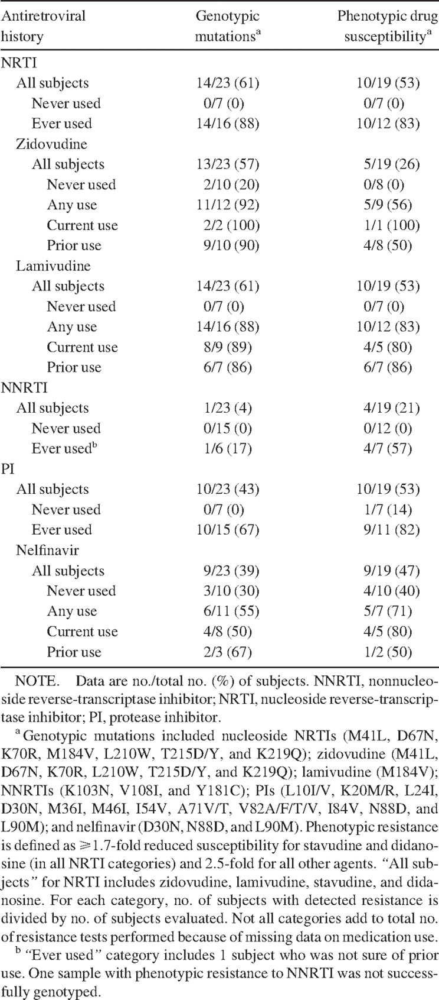 Antiretroviral history Genotypic mutationsa Phenotypic drug susceptibilitya
NRTI
All subjects 14/23 (61) 10/19 (53)
Never used 0/7 (0) 0/7 (0)
Ever used 14/16 (88) 10/12 (83)
Zidovudine
All subjects 13/23 (57) 5/19 (26)
Never used 2/10 (20) 0/8 (0)
Any use 11/12 (92) 5/9 (56)
Current use 2/2 (100) 1/1 (100)
Prior use 9/10 (90) 4/8 (50)
Lamivudine
All subjects 14/23 (61) 10/19 (53)
Never used 0/7 (0) 0/7 (0)
Any use 14/16 (88) 10/12 (83)
Current use 8/9 (89) 4/5 (80)
Prior use 6/7 (86) 6/7 (86)
NNRTI
All subjects 1/23 (4) 4/19 (21)
Never used 0/15 (0) 0/12 (0)
Ever usedb 1/6 (17) 4/7 (57)
PI
All subjects 10/23 (43) 10/19 (53)
Never used 0/7 (0) 1/7 (14)
Ever used 10/15 (67) 9/11 (82)
Nelfinavir
All subjects 9/23 (39) 9/19 (47)
Never used 3/10 (30) 4/10 (40)
Any use 6/11 (55) 5/7 (71)
Current use 4/8 (50) 4/5 (80)
Prior use 2/3 (67) 1/2 (50)
NOTE. Data are no./total no. (%) of subjects. NNRTI, nonnucleo-
side reverse-transcriptase inhibitor; NRTI, nucleoside reverse-transcrip-
tase inhibitor; PI, protease inhibitor.
a Genotypic mutations included nucleoside NRTIs (M41L, D67N,
K70R, M184V, L210W, T215D/Y, and K219Q); zidovudine (M41L,
D67N, K70R, L210W, T215D/Y, and K219Q); lamivudine (M184V);
NNRTIs (K103N, V108I, and Y181C); PIs (L10I/V, K20M/R, L24I,
D30N, M36I, M46I, I54V, A71V/T, V82A/F/T/V, I84V, N88D, and
L90M); and nelfinavir (D30N, N88D, and L90M). Phenotypic resistance
is defined as ⩾1.7-fold reduced susceptibility for stavudine and didano-
sine (in all NRTI categories) and 2.5-fold for all other agents. “All sub-
jects” for NRTI includes zidovudine, lamivudine, stavudine, and dida-
nosine. For each category, no. of subjects with detected resistance is
divided by no. of subjects evaluated. Not all categories add to total no.
of resistance tests performed because of missing data on medication use.
b “Ever used” category includes 1 subject who was not sure of prior
use. One sample with phenotypic resistance to NNRTI was not success-
fully genotyped.